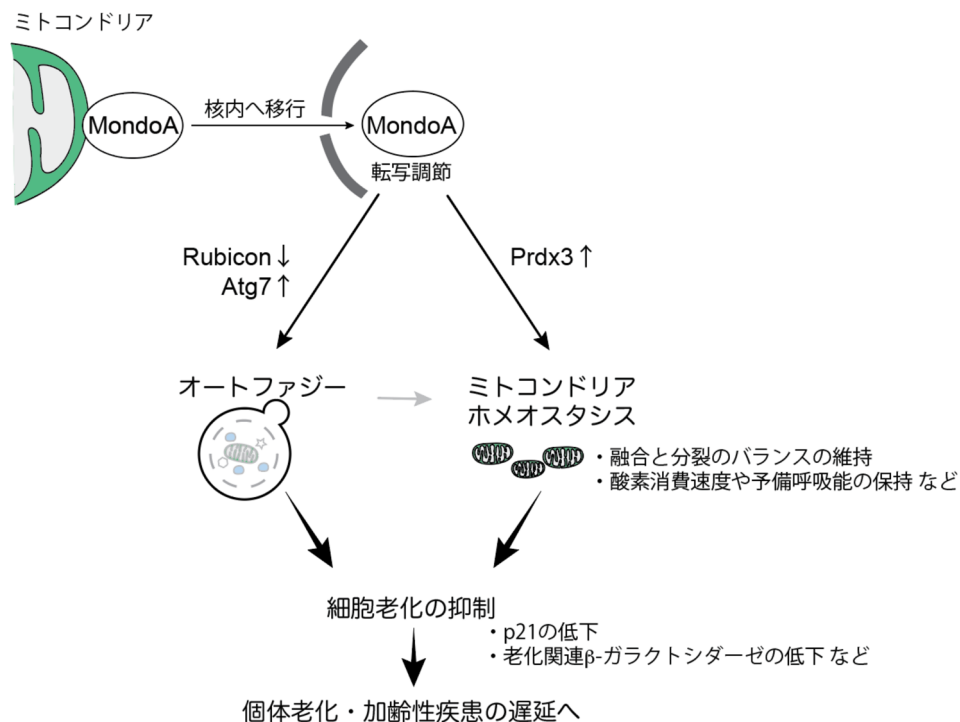 ミトコンドリア
MondoA
核内へ移行
MondoA
転写調節
Rubicon↓
Atg7↑
Prdx3↑
オートファジー
ミトコンドリア
ホメオスタシス
・融合と分裂のバランスの維持
・酸素消費速度や予備呼吸能の保持 など
細胞老化の抑制
・p21の低下
・老化関連β-ガラクトシダーゼの低下 など
個体老化・加齢性疾患の遅延へ